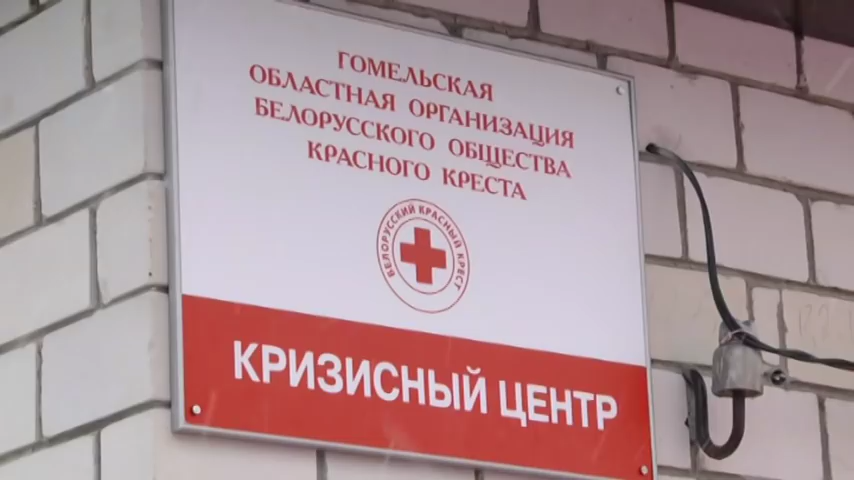 ГОМЕЛЬСКАЯ
ОБЛАСТНАЯ ОРГАНИЗАЦИЯ
БЕЛОРУССКОГО ОБЩЕСТВА
КРАСНОГО КРЕСТА
БЕЛОРУССКИЙ КРАСНЫЙ КРЕСТ
КРИЗИСНЫЙ ЦЕНТР